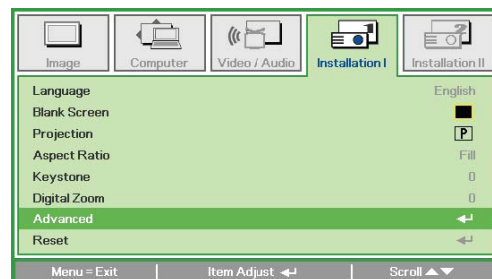 Image Computer Video / Audio Installation I Installation II
Language English
Blank Screen
Projection P
Aspect Ratio Fill
Keystone 0
Digital Zoom 0
Advanced
Reset
Menu = Exit Item Adjust Scroll